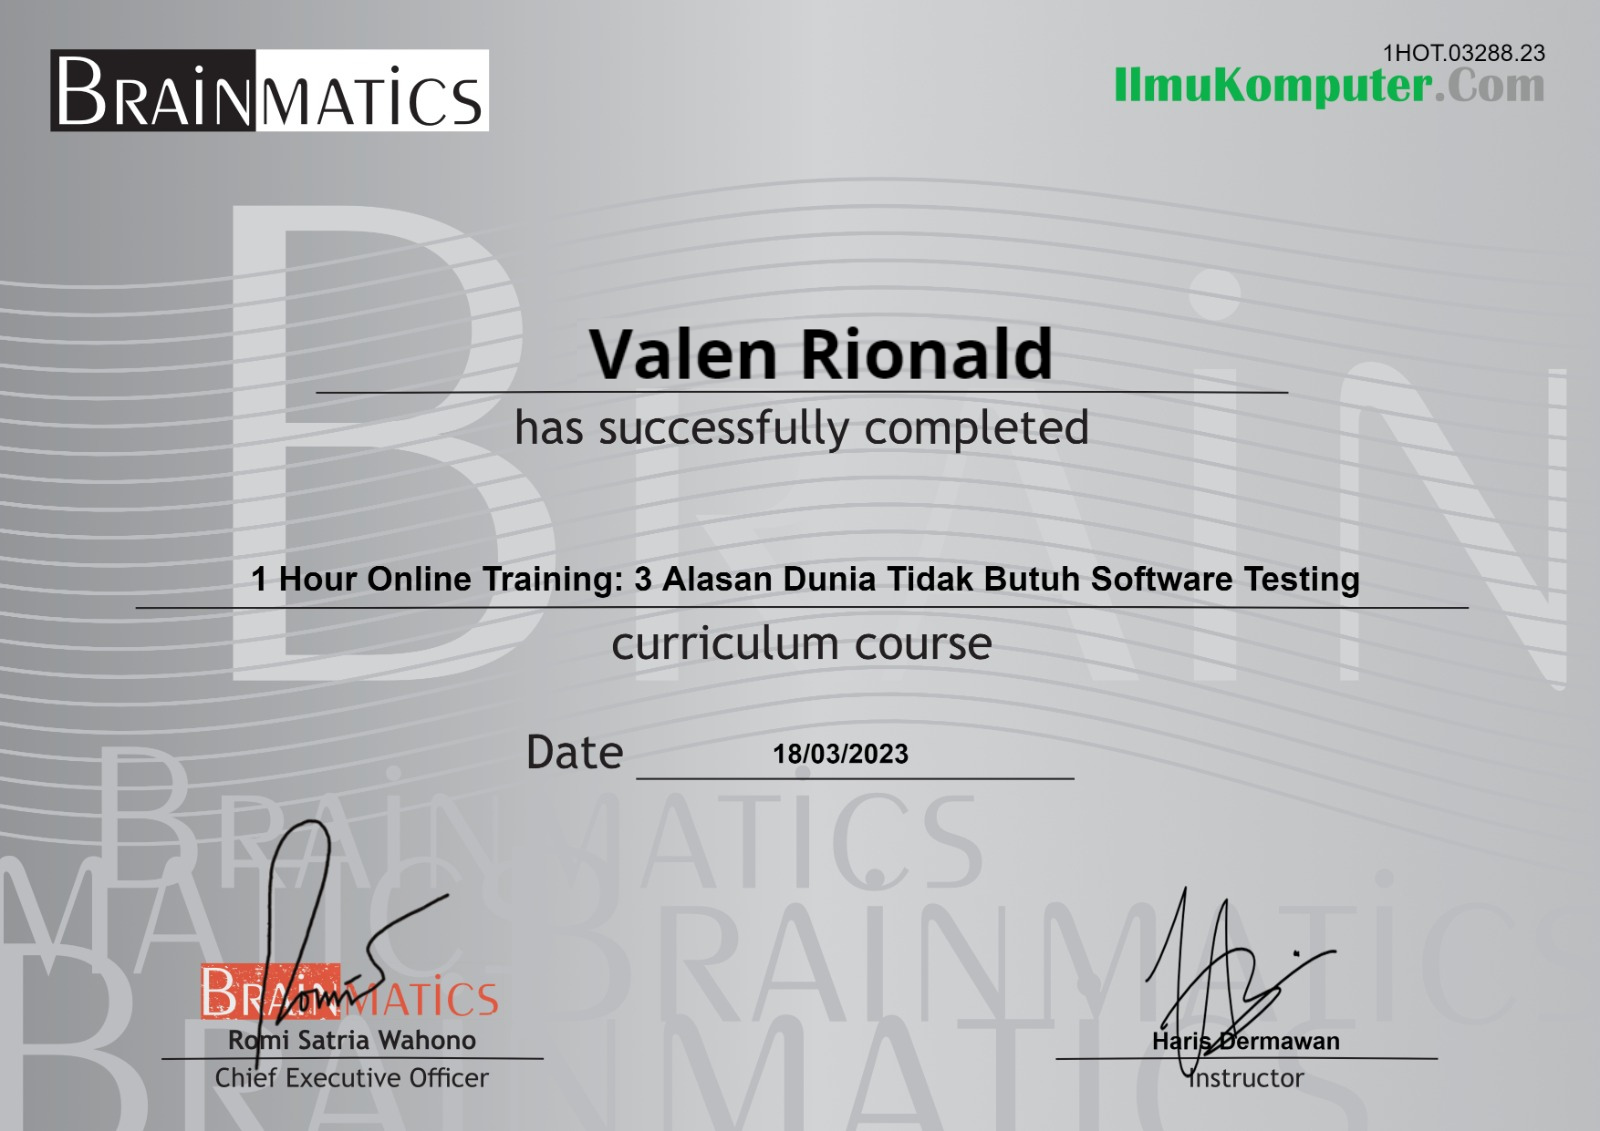 BRAINMATICS
1HOT.03288.23
IlmuKomputer.Com
Valen Rionald
has successfully completed
1 Hour Online Training: 3 Alasan Dunia Tidak Butuh Software Testing
curriculum course
Date 18/03/2023
BRAINMATICS
Romi Satria Wahono
Chief Executive Officer
Haris Dermawan
Instructor